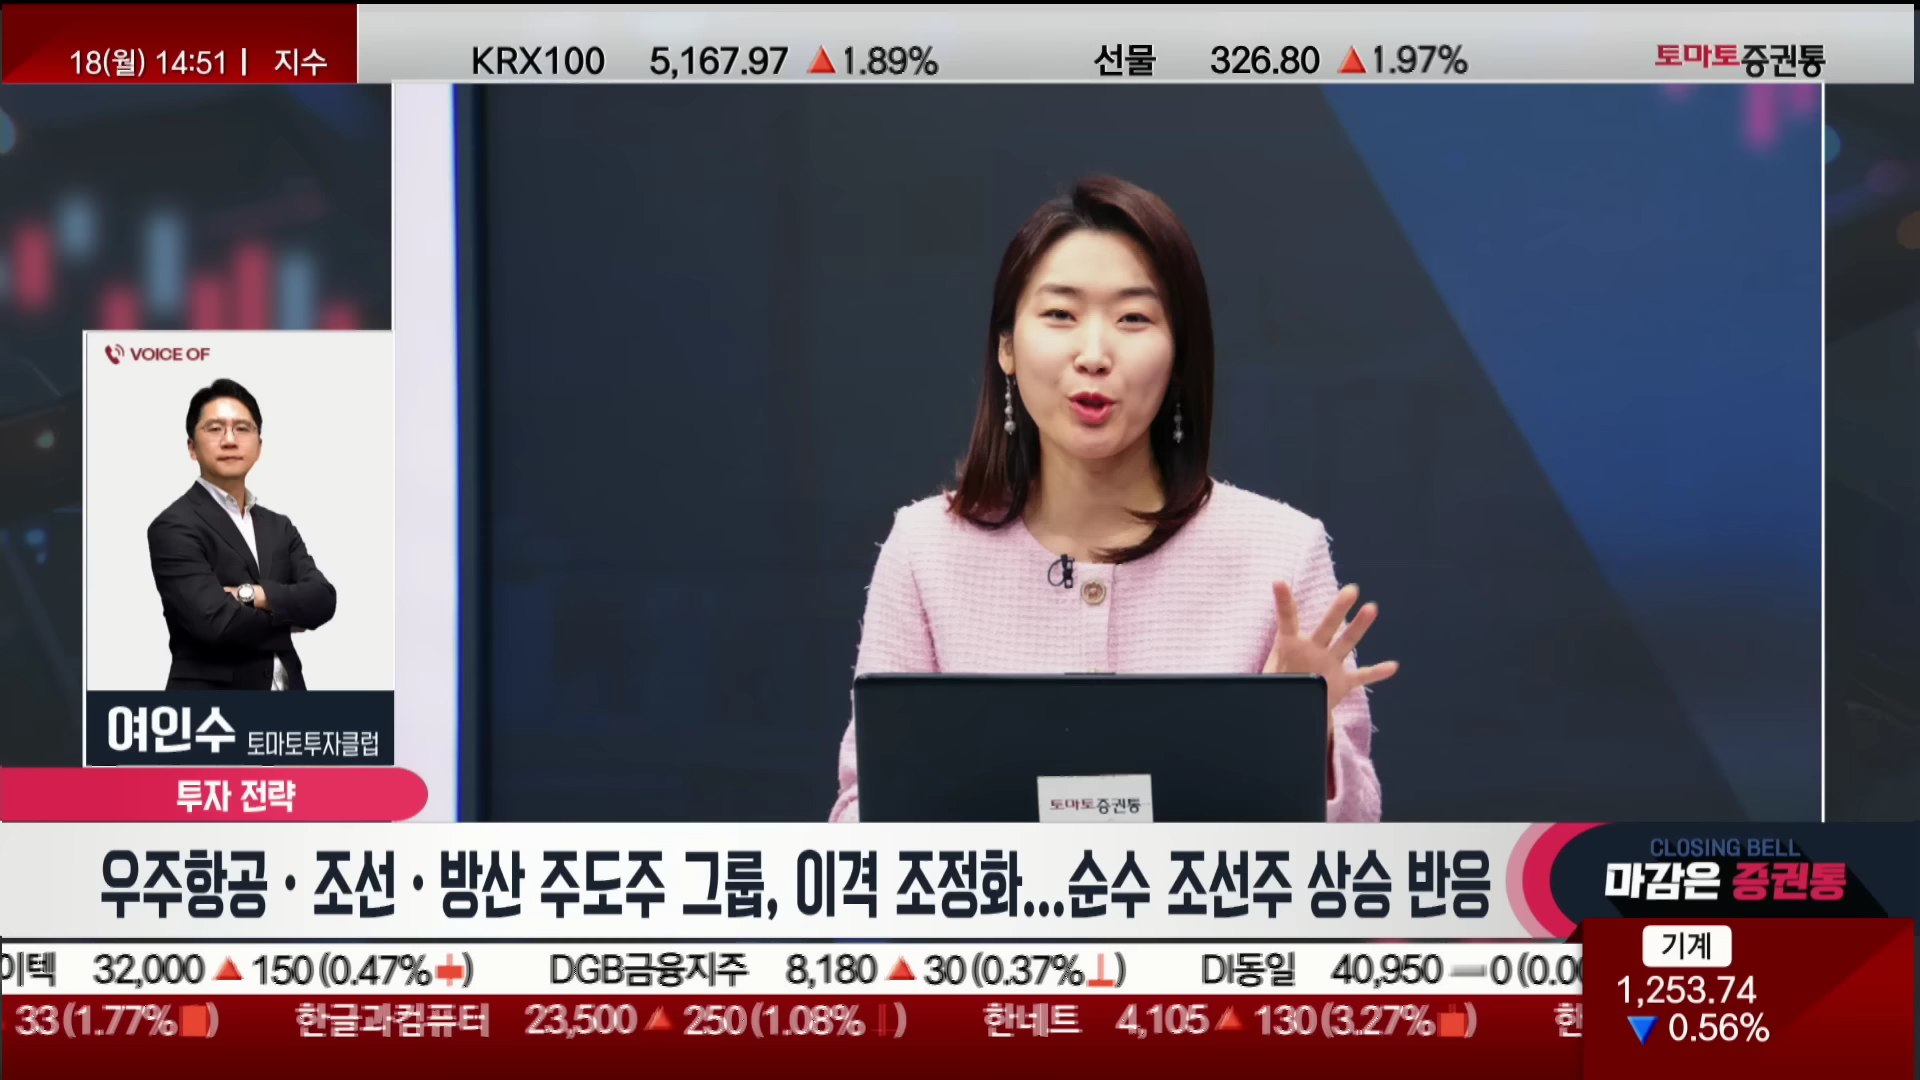 18(월) 14:51 | 지수
KRX100 5,167.97 ▲1.89% 선물 326.80 ▲1.97%
토마토증권통
VOICE OF
여인수 토마토투자클럽
투자 전략
토마토증권통
우주항공·조선·방산 주도주 그룹, 이격 조정화...순수 조선주 상승 반응
CLOSING BELL
마감은 증권통
이텍 32,000 ▲150(0.47%) DGB금융지주 8,180 ▲30(0.37%) DI동일 40,950 ━0(0.00
33(1.77%) 한글과컴퓨터 23,500 ▲250(1.08%) 한네트 4,105 ▲130(3.27%) 한
기계
1,253.74
▼0.56%